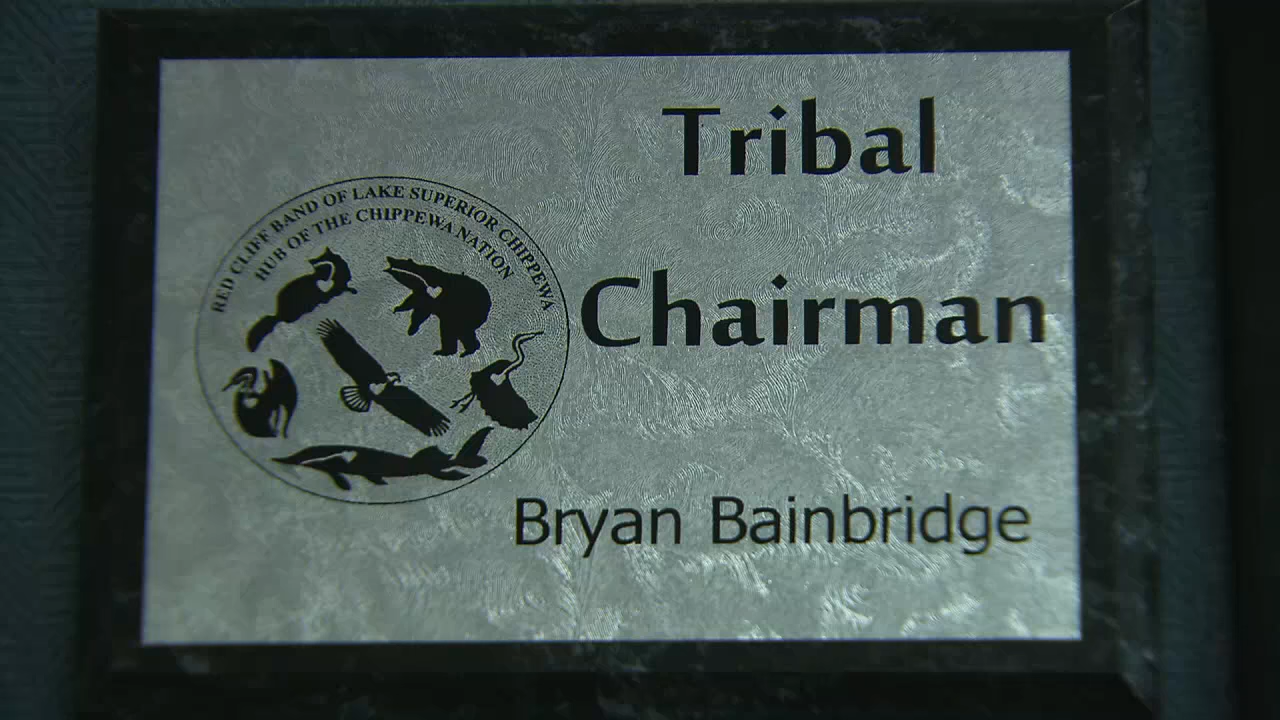 Tribal
Chairman
RED CLIFF BAND OF LAKE SUPERIOR CHIPPEWA
HUB OF THE CHIPPEWA NATION
Bryan Bainbridge